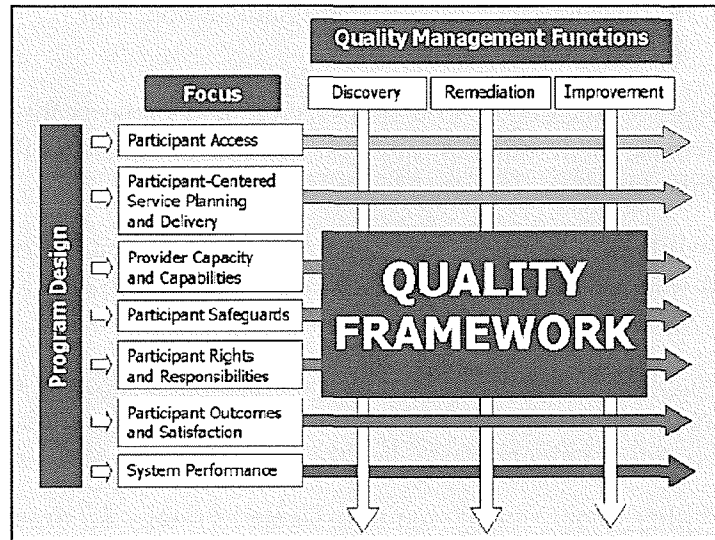 Quality Management Functions
Focus
Discovery
Remediation
Improvement
Program Design
Participant Access
Participant-Centered
Service Planning
and Delivery
Provider Capacity
and Capabilities
Participant Safeguards
Participant Rights
and Responsibilities
Participant Outcomes
and Satisfaction
System Performance
QUALITY
FRAMEWORK